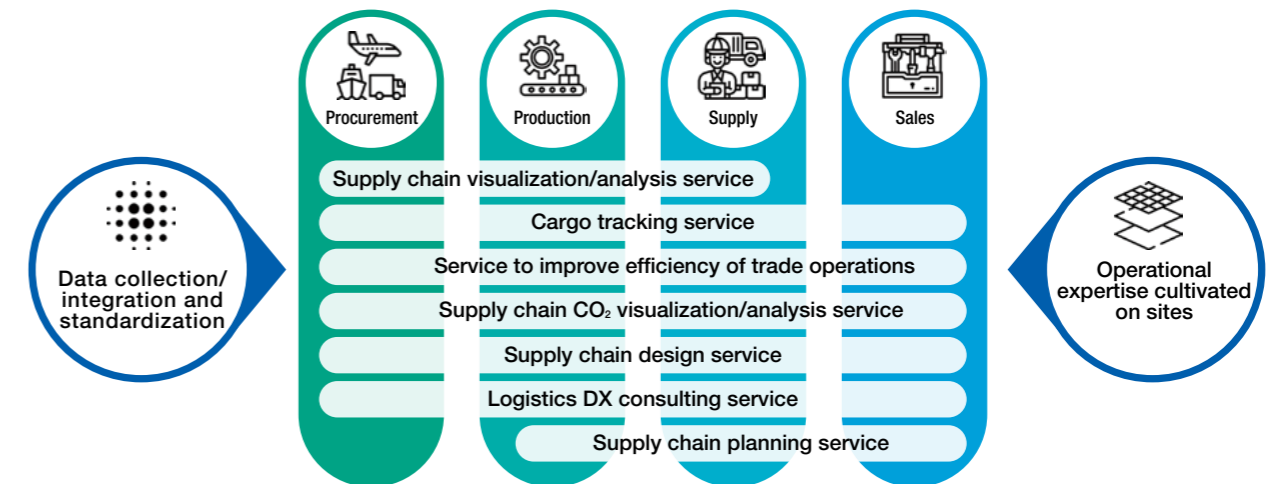 Procurement
Production
Supply
Sales
Supply chain visualization/analysis service
Cargo tracking service
Service to improve efficiency of trade operations
Supply chain CO₂ visualization/analysis service
Supply chain design service
Logistics DX consulting service
Supply chain planning service
Data collection/
integration and
standardization
Operational
expertise cultivated
on sites